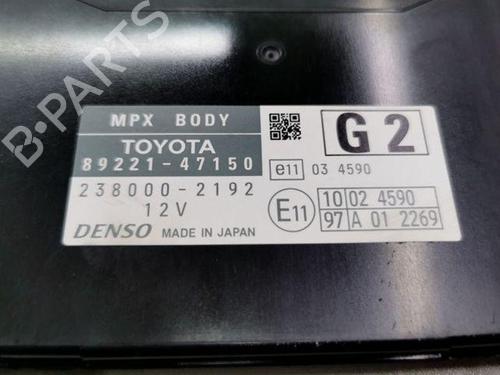 B-PARTS
MPX BODY
TOYOTA
89221-47150
238000-2192
12V
DENSO MADE IN JAPAN
G2
e11 03 4590
E11
10 02 4590
97 A 01 2269